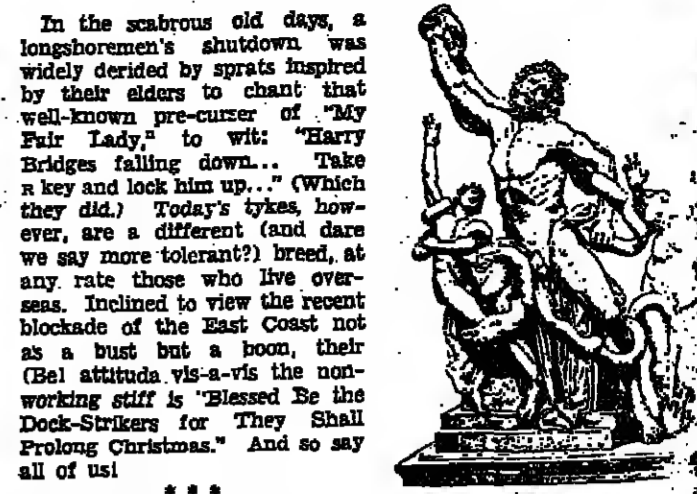 In the scabrous old days, a
longshoremen's shutdown was
widely derided by sprats inspired
by their elders to chant that
well-known pre-curser of "My
Fair Lady," to wit: "Harry
Bridges falling down... Take
R key and lock him up..." (Which
they did.) Today's tykes, how-
ever, are a different (and dare
we say more tolerant?) breed, at
any rate those who live over-
seas. Inclined to view the recent
blockade of the East Coast not
as a bust but a boon, their
(Bel attituda vis-a-vis the non-
working stiff is "Blessed Be the
Dock-Strikers for They Shall
Prolong Christmas." And so say
all of us!
* * *